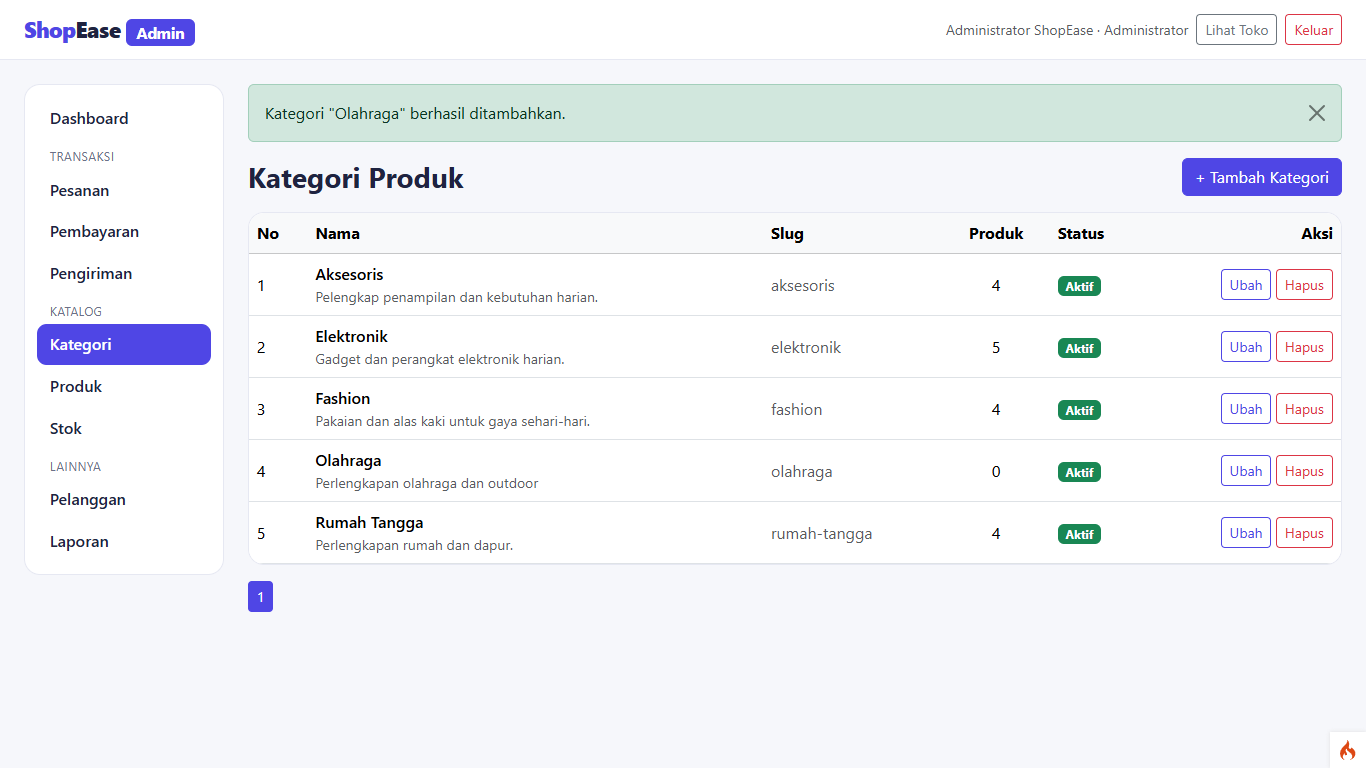 ShopEase Admin
Administrator ShopEase · Administrator Lihat Toko Keluar
Dashboard
TRANSAKSI
Pesanan
Pembayaran
Pengiriman
KATALOG
Kategori
Produk
Stok
LAINNYA
Pelanggan
Laporan
Kategori "Olahraga" berhasil ditambahkan.
Kategori Produk
+ Tambah Kategori
No Nama Slug Produk Status Aksi
1 Aksesoris aksesoris 4 Aktif Ubah Hapus
Pelengkap penampilan dan kebutuhan harian.
2 Elektronik elektronik 5 Aktif Ubah Hapus
Gadget dan perangkat elektronik harian.
3 Fashion fashion 4 Aktif Ubah Hapus
Pakaian dan alas kaki untuk gaya sehari-hari.
4 Olahraga olahraga 0 Aktif Ubah Hapus
Perlengkapan olahraga dan outdoor
5 Rumah Tangga rumah-tangga 4 Aktif Ubah Hapus
Perlengkapan rumah dan dapur.
1